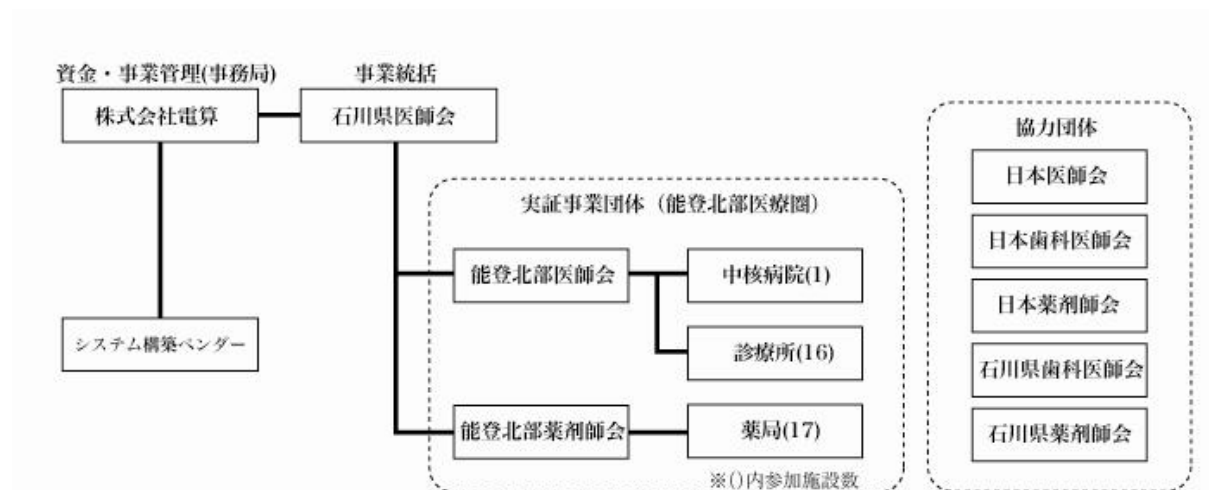 資金・事業管理(事務局)
株式会社電算
システム構築ベンダー
事業統括
石川県医師会
実証事業団体（能登北部医療圏）
能登北部医師会
中核病院(1)
診療所(16)
能登北部薬剤師会
薬局(17)
※()内参加施設数
協力団体
日本医師会
日本歯科医師会
日本薬剤師会
石川県歯科医師会
石川県薬剤師会